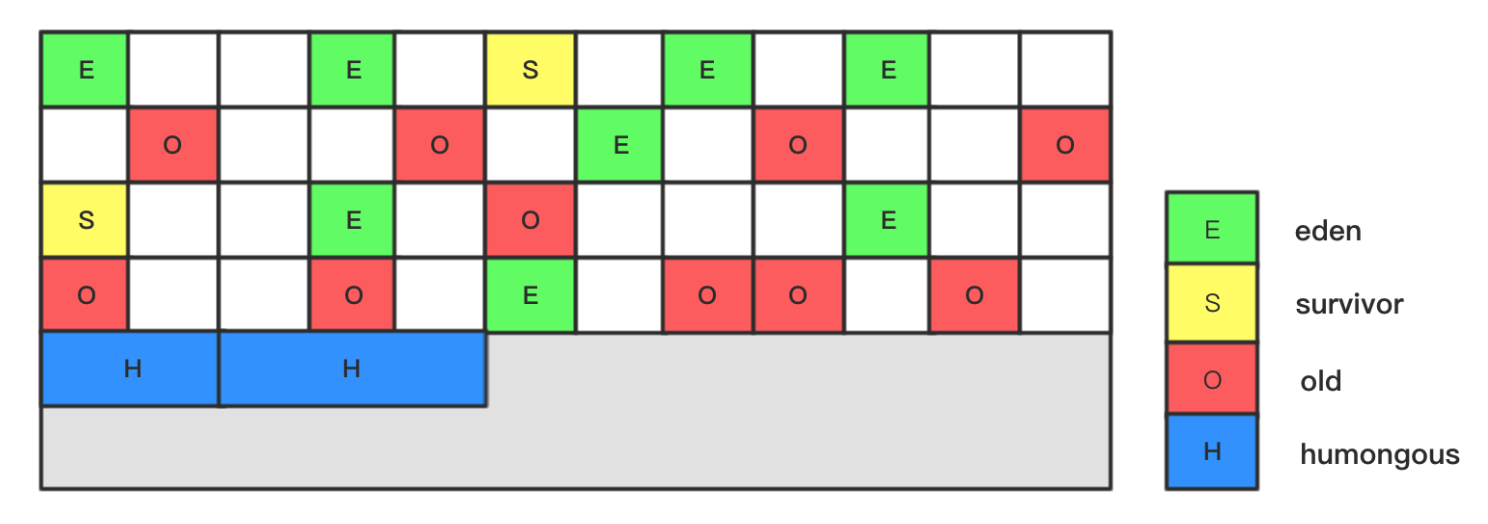 E E S E E
O O E O O
S E O E
O O E O O O
H H
E eden
S survivor
O old
H humongous